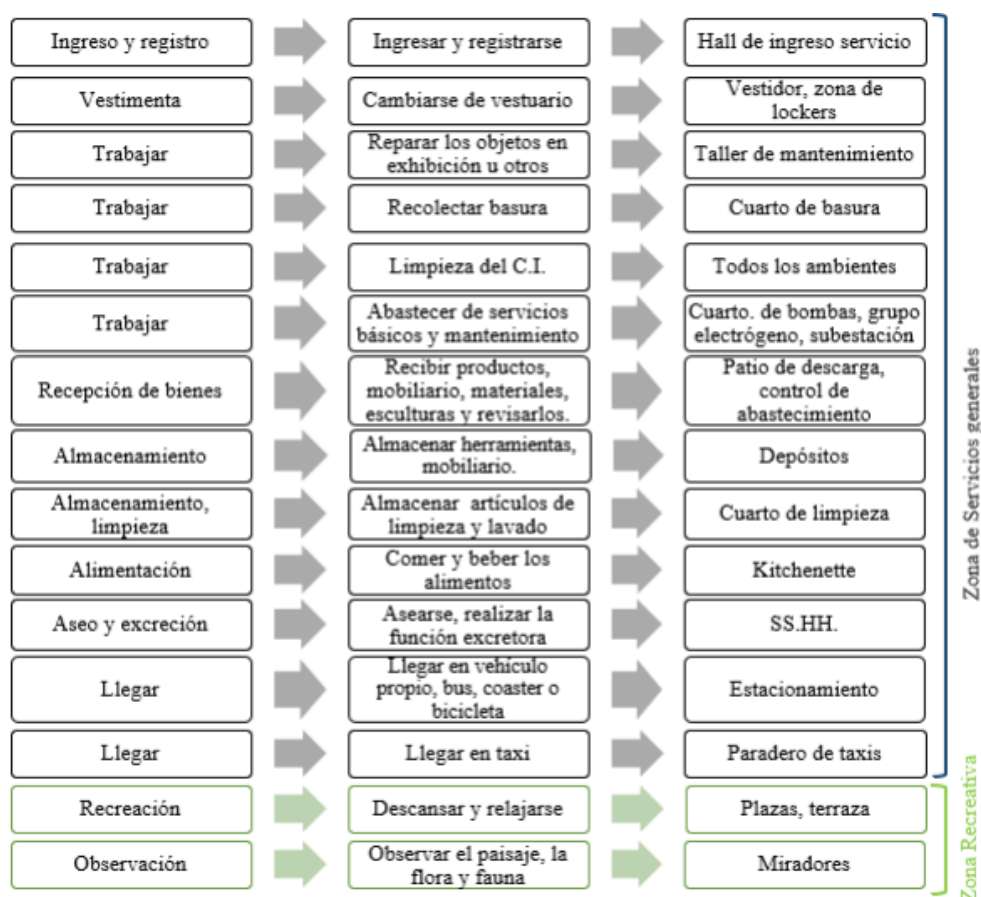 Ingreso y registro
Ingresar y registrarse
Hall de ingreso servicio
Vestimenta
Cambiarse de vestuario
Vestidor, zona de
lockers
Trabajar
Reparar los objetos en
exhibición u otros
Taller de mantenimiento
Trabajar
Recolectar basura
Cuarto de basura
Trabajar
Limpieza del C.I.
Todos los ambientes
Trabajar
Abastecer de servicios
básicos y mantenimiento
Cuarto. de bombas, grupo
electrógeno, subestación
Recepción de bienes
Recibir productos,
mobiliario, materiales,
esculturas y revisarlos.
Patio de descarga,
control de
abastecimiento
Almacenamiento
Almacenar herramientas,
mobiliario.
Depósitos
Almacenamiento,
limpieza
Almacenar artículos de
limpieza y lavado
Cuarto de limpieza
Alimentación
Comer y beber los
alimentos
Kitchenette
Aseo y excreción
Asearse, realizar la
función excretora
SS.HH.
Llegar
Llegar en vehículo
propio, bus, coaster o
bicicleta
Estacionamiento
Llegar
Llegar en taxi
Paradero de taxis
Zona de Servicios generales
Recreación
Descansar y relajarse
Plazas, terraza
Observación
Observar el paisaje, la
flora y fauna
Miradores
Zona Recreativa